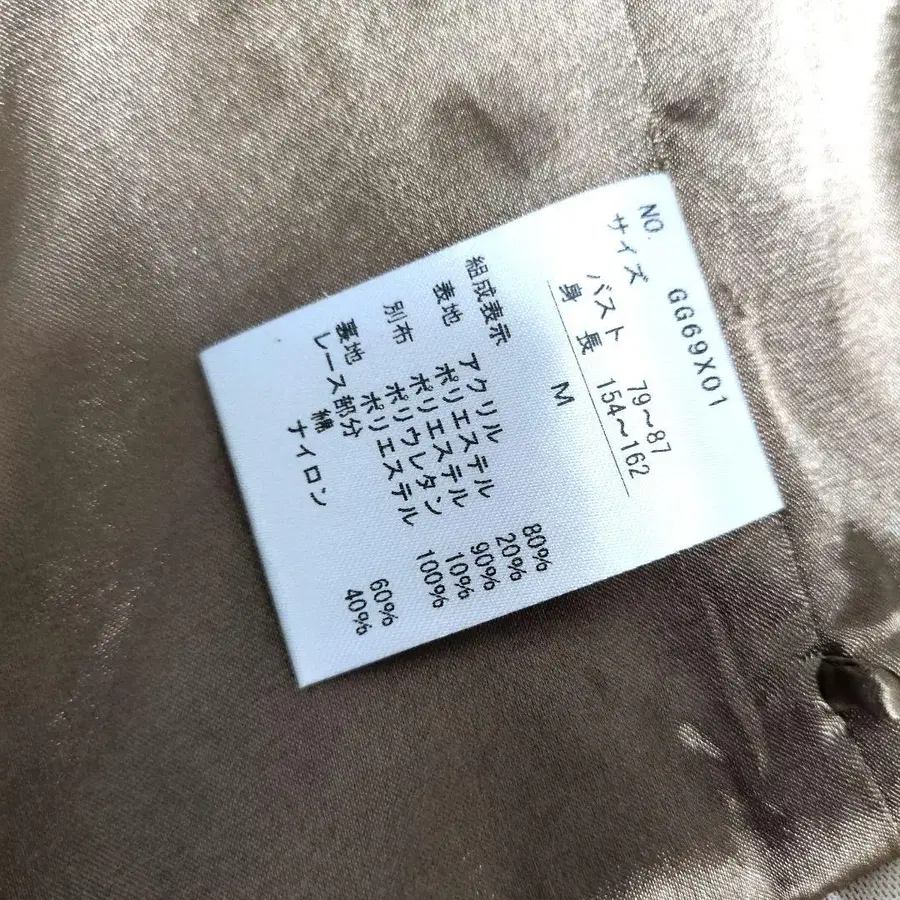 NO. GG69X01
サイズ
バスト 79〜87
身長 154〜162
M
組成表示
表地 アクリル 80%
ポリエステル 20%
別布 ポリエステル 90%
ポリウレタン 10%
裏地 ポリエステル 100%
レース部分
綿 60%
ナイロン 40%